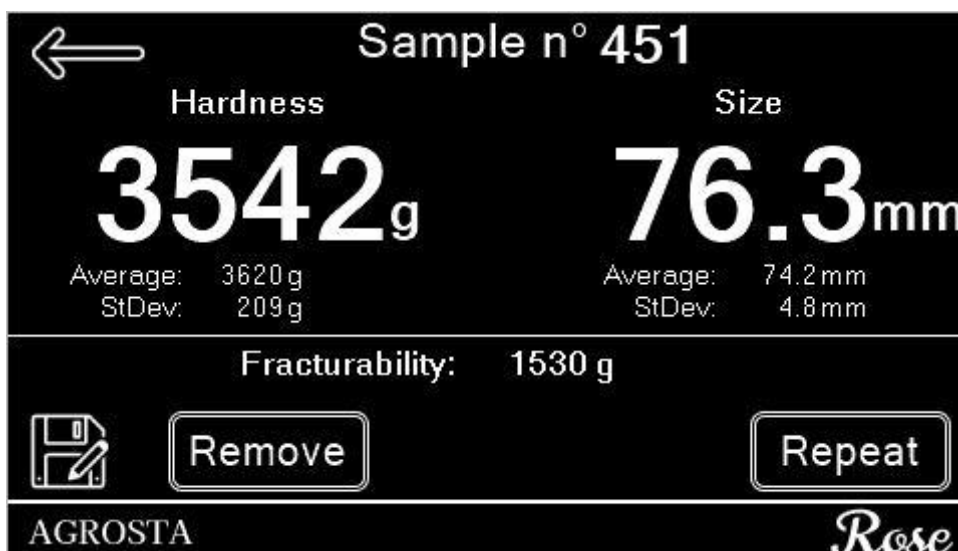 Sample n° 451
Hardness Size
3542g 76.3mm
Average: 3620g Average: 74.2mm
StDev: 209g StDev: 4.8mm
Fracturability: 1530 g
Remove Repeat
AGROSTA Rose